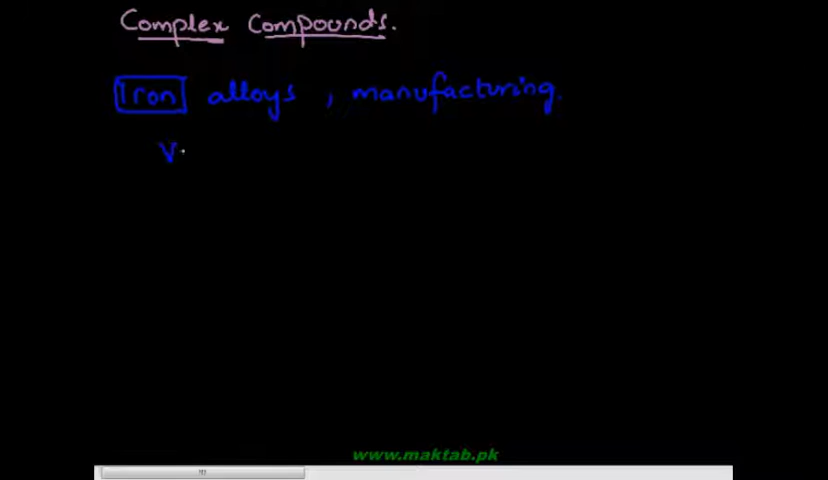 Complex Compounds.
Iron alloys , manufacturing.
V
www.maktab.pk